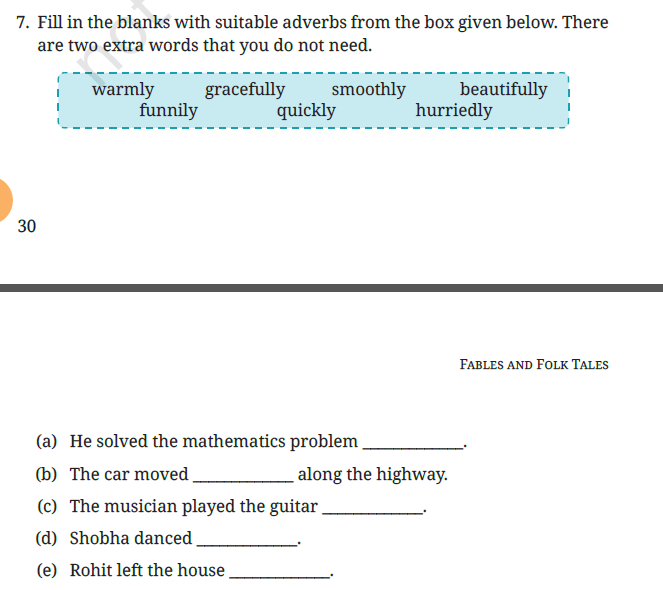 7. Fill in the blanks with suitable adverbs from the box given below. There
are two extra words that you do not need.
warmly gracefully smoothly beautifully
funnily quickly hurriedly
30
FABLES AND FOLK TALES
(a) He solved the mathematics problem ____________.
(b) The car moved ____________ along the highway.
(c) The musician played the guitar ____________.
(d) Shobha danced ____________.
(e) Rohit left the house ____________.